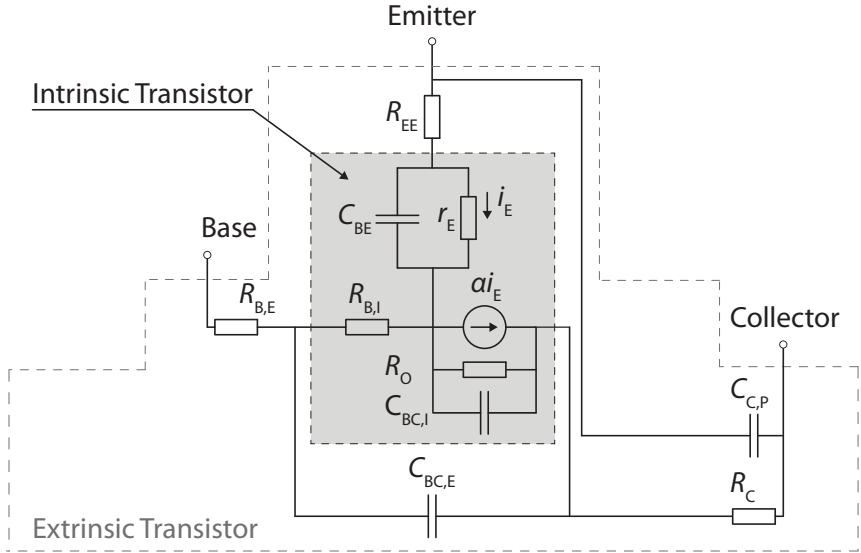 Emitter
Intrinsic Transistor
R_EE
C_BE
r_E
i_E
Base
R_B,E
R_B,I
αi_E
Collector
R_O
C_BC,I
C_C,P
C_BC,E
R_C
Extrinsic Transistor